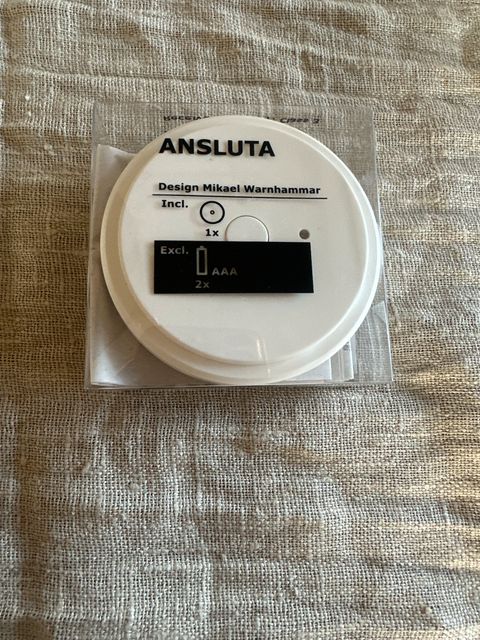 ANSLUTA
Design Mikael Warnhammar
Incl.
1x
Excl.
AAA
2x